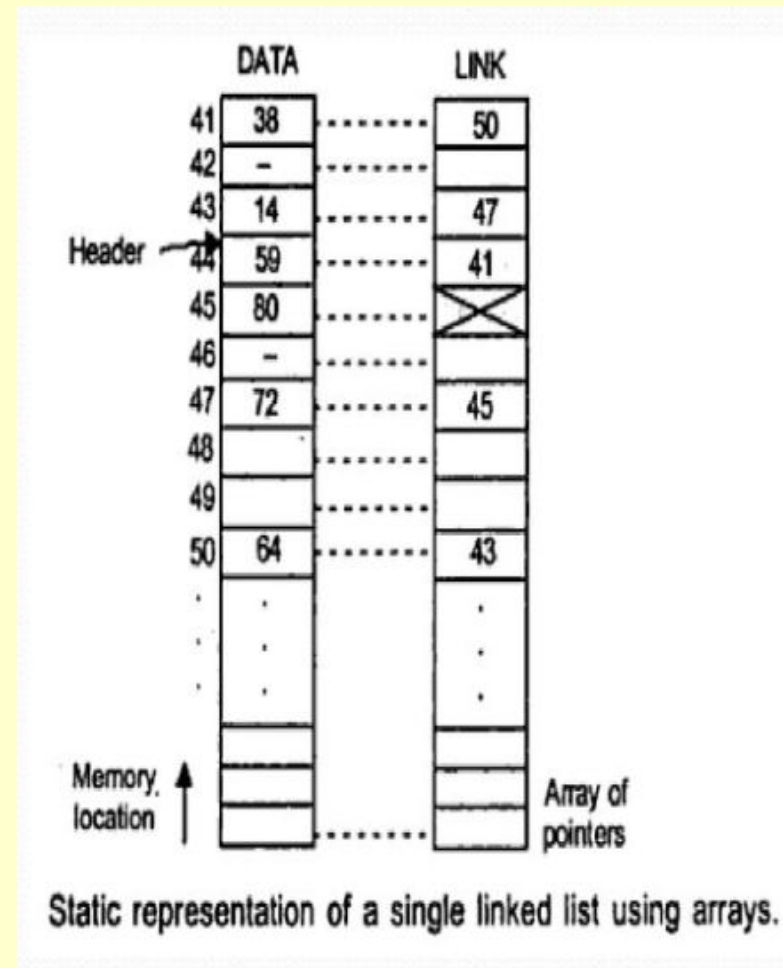 DATA LINK
41 38 50
42 –
43 14 47
Header
44 59 41
45 80
46 –
47 72 45
48
49
50 64 43
Memory
location
Array of
pointers
Static representation of a single linked list using arrays.